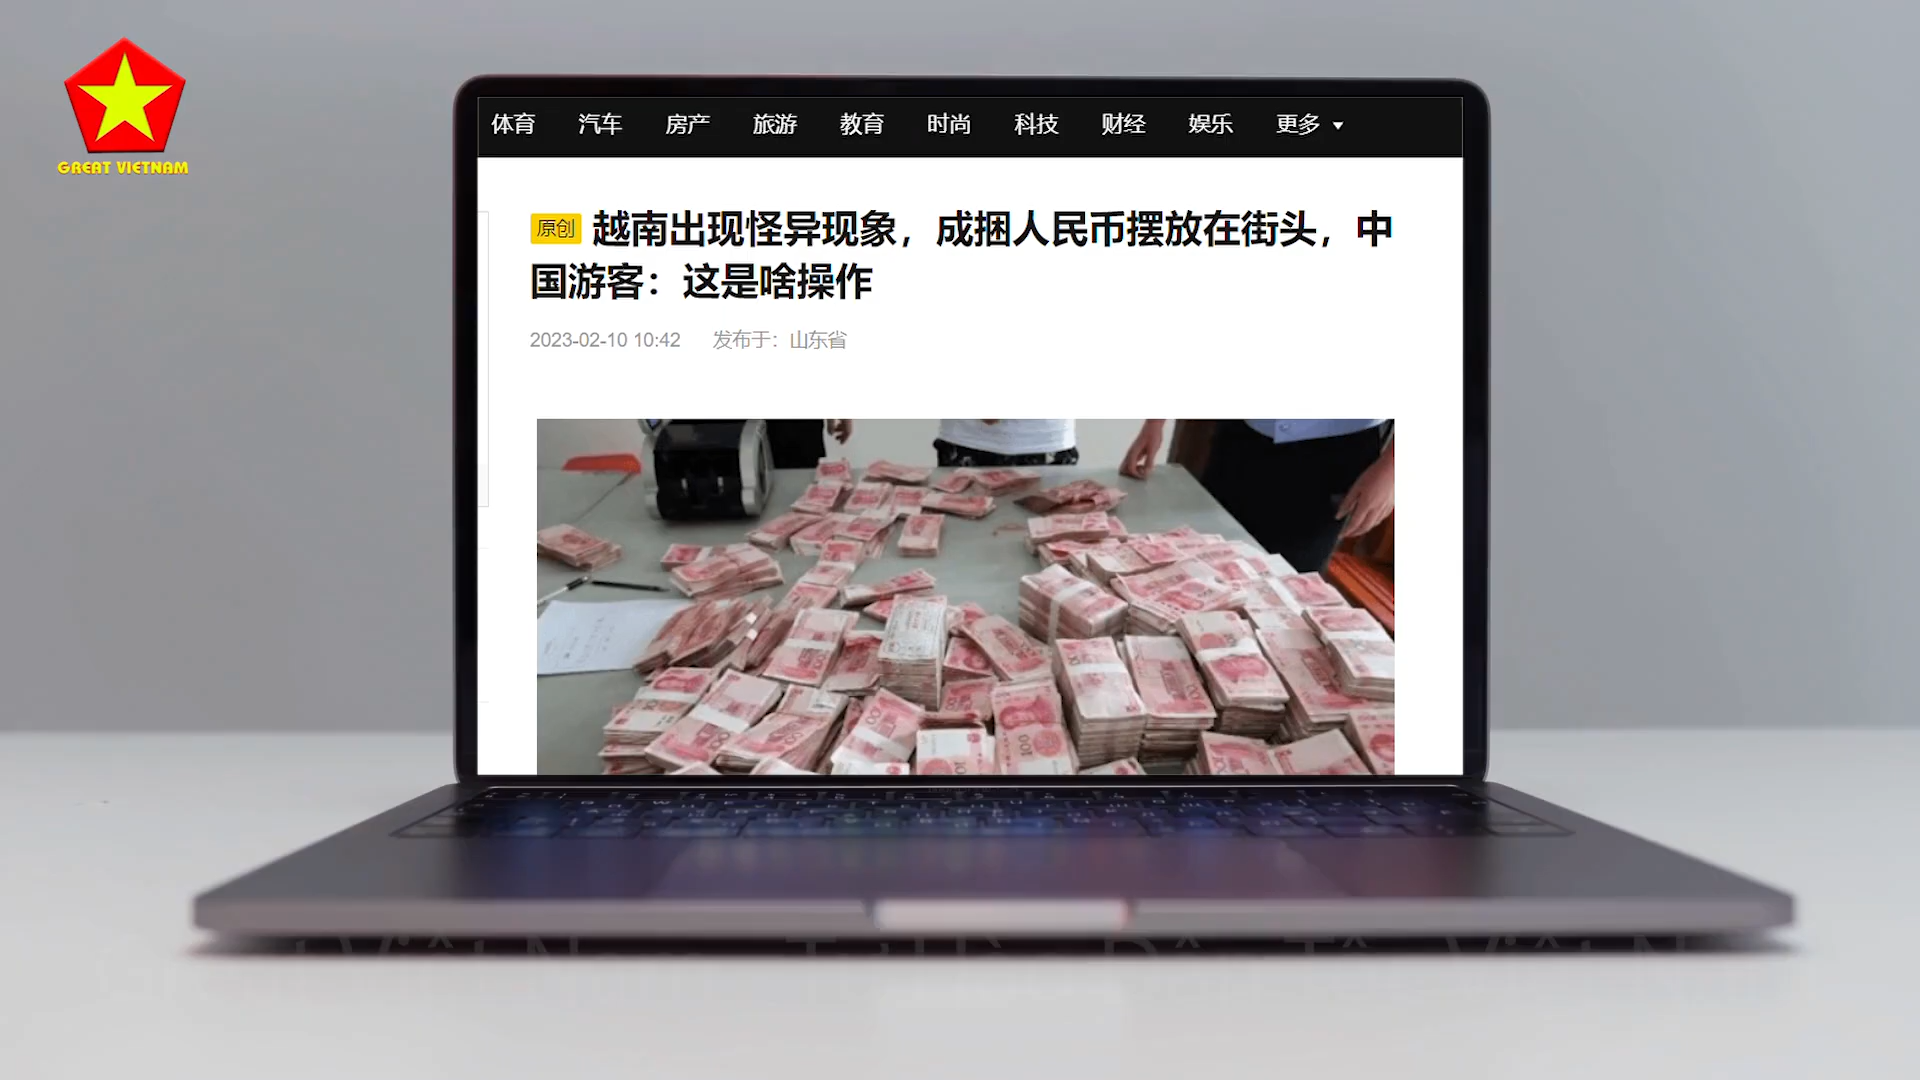 GREAT VIETNAM
体育 汽车 房产 旅游 教育 时尚 科技 财经 娱乐 更多
原创 越南出现怪异现象，成捆人民币摆放在街头，中
国游客：这是啥操作
2023-02-10 10:42 发布于：山东省